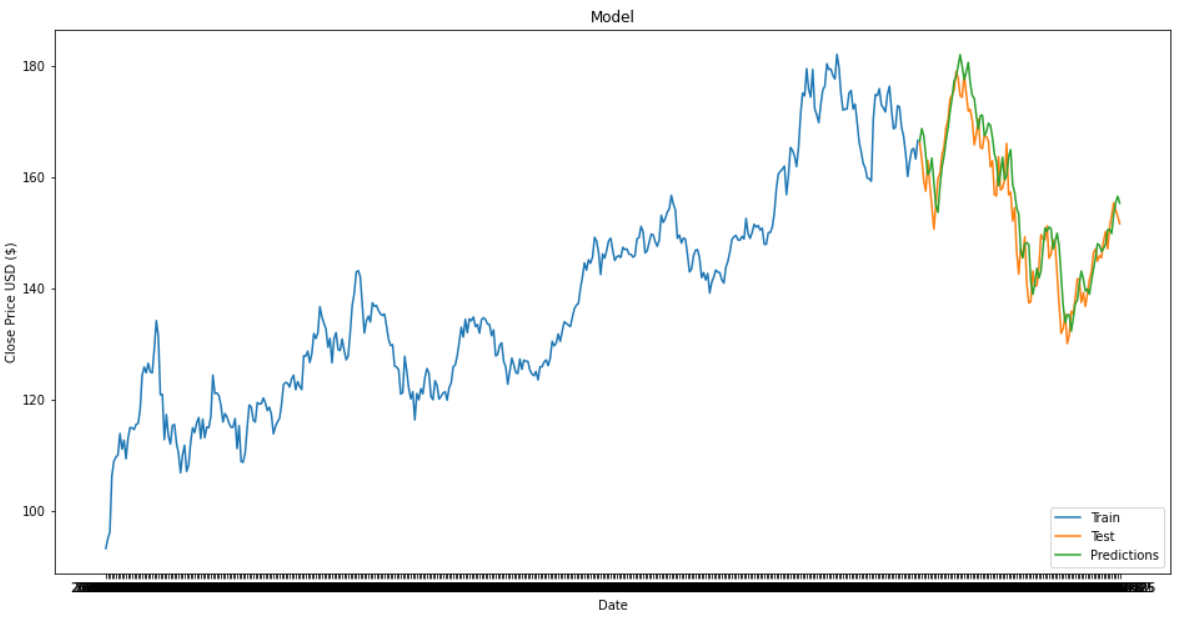 Model
180
160
140
120
100
Close Price USD ($)
Date
Train
Test
Predictions